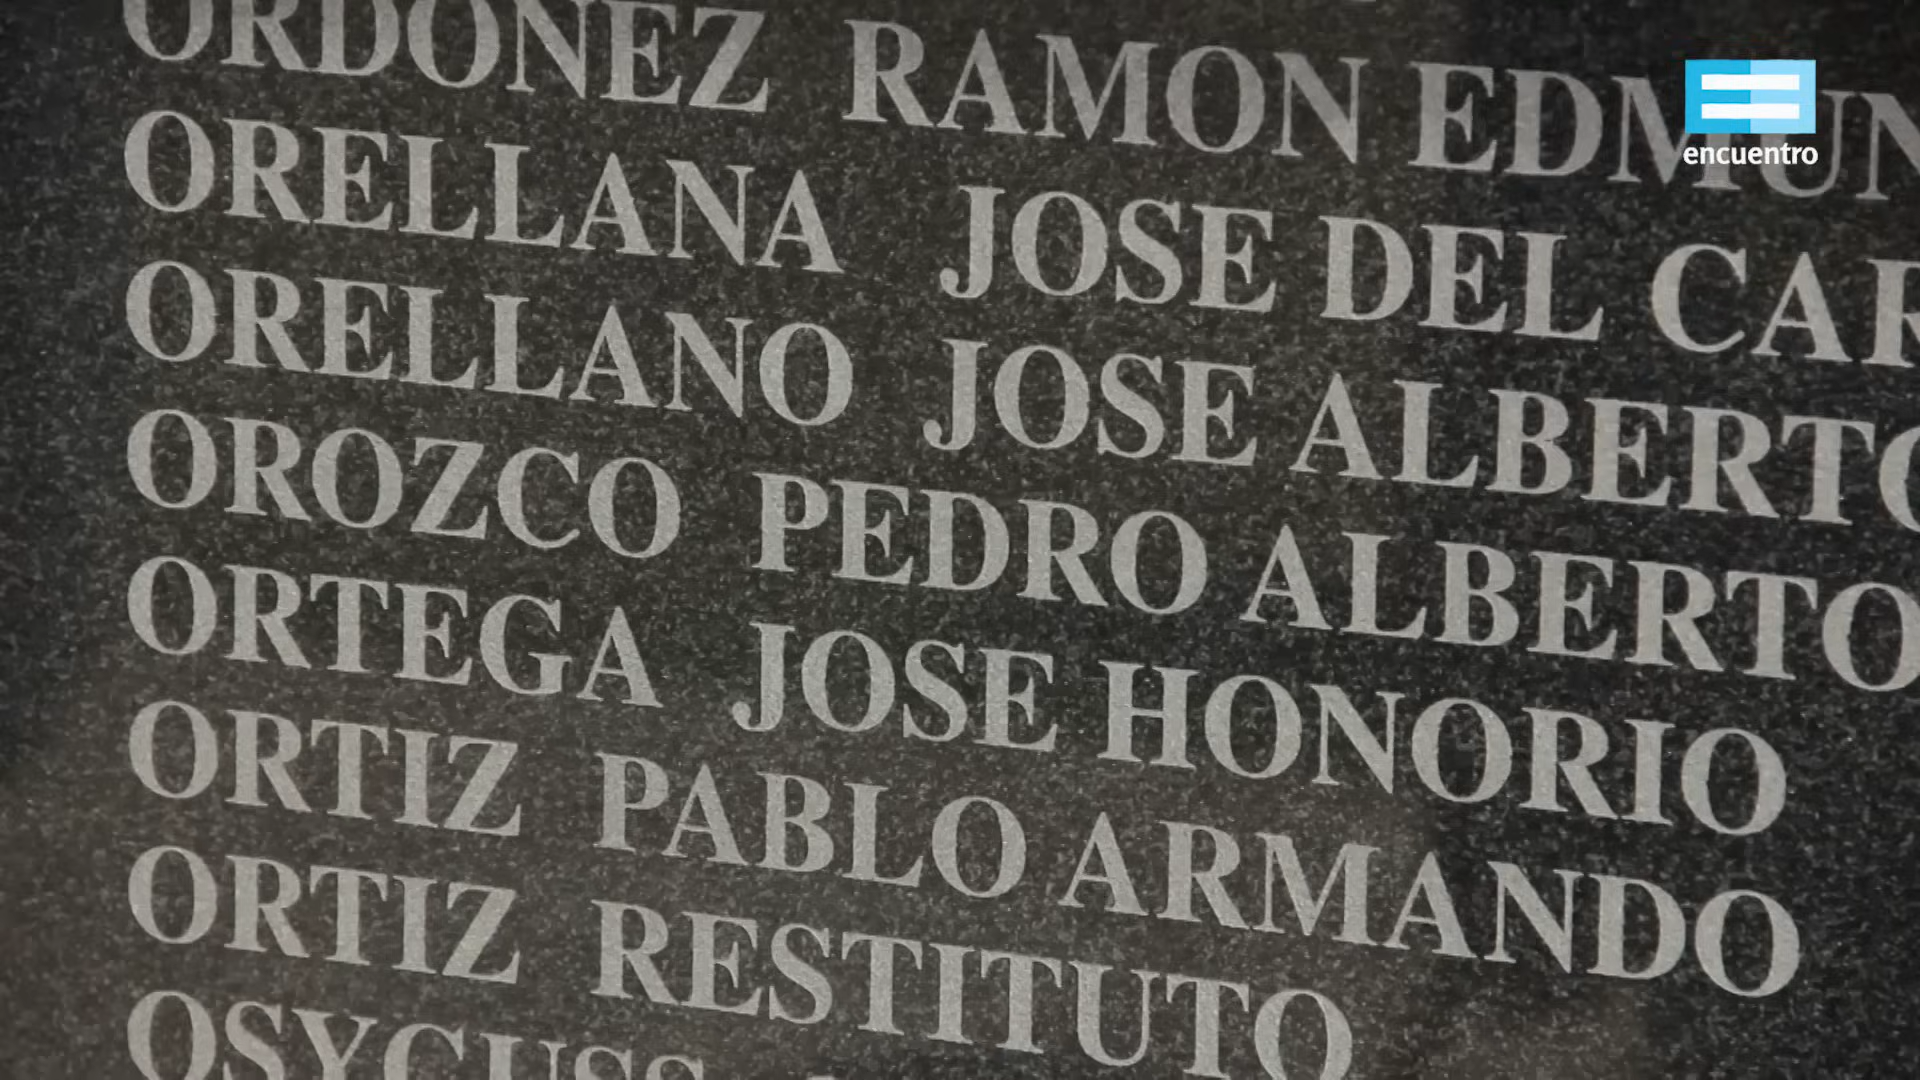 ORDOÑEZ RAMON EDMUN
ORELLANA JOSE DEL CAR
ORELLANO JOSE ALBERTO
OROZCO PEDRO ALBERTO
ORTEGA JOSE HONORIO
ORTIZ PABLO ARMANDO
ORTIZ RESTITUTO
encuentro